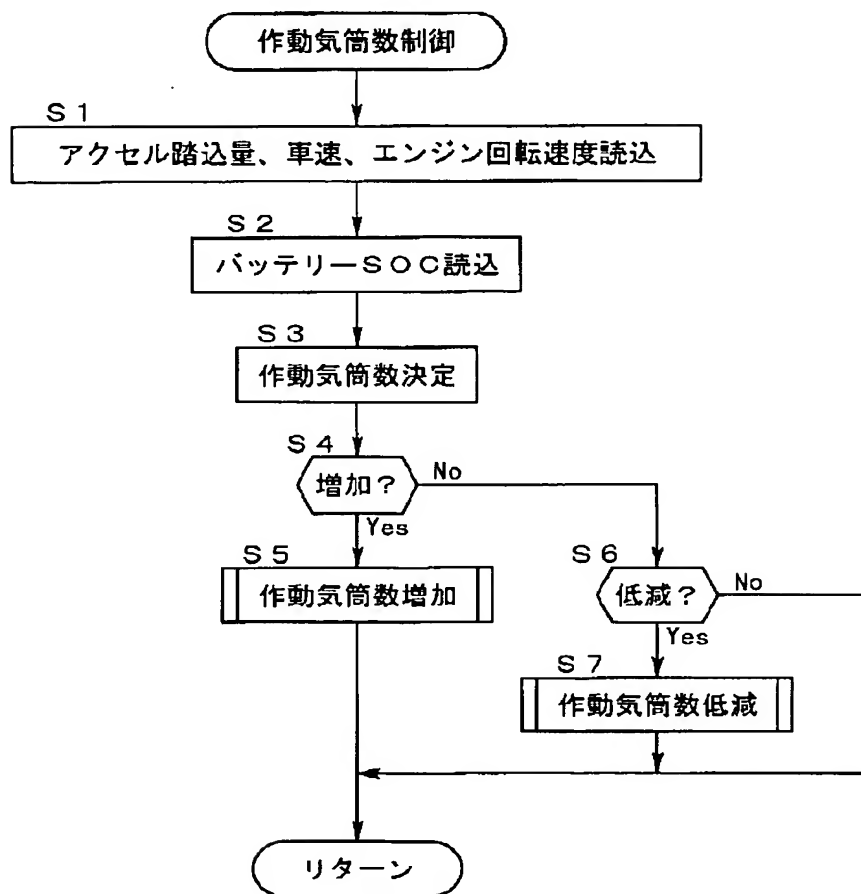 作動気筒数制御
S1
アクセル踏込量、車速、エンジン回転速度読込
S2
バッテリーSOC読込
S3
作動気筒数決定
S4
増加?
No
Yes
S5
作動気筒数増加
S6
低減?
No
Yes
S7
作動気筒数低減
リターン